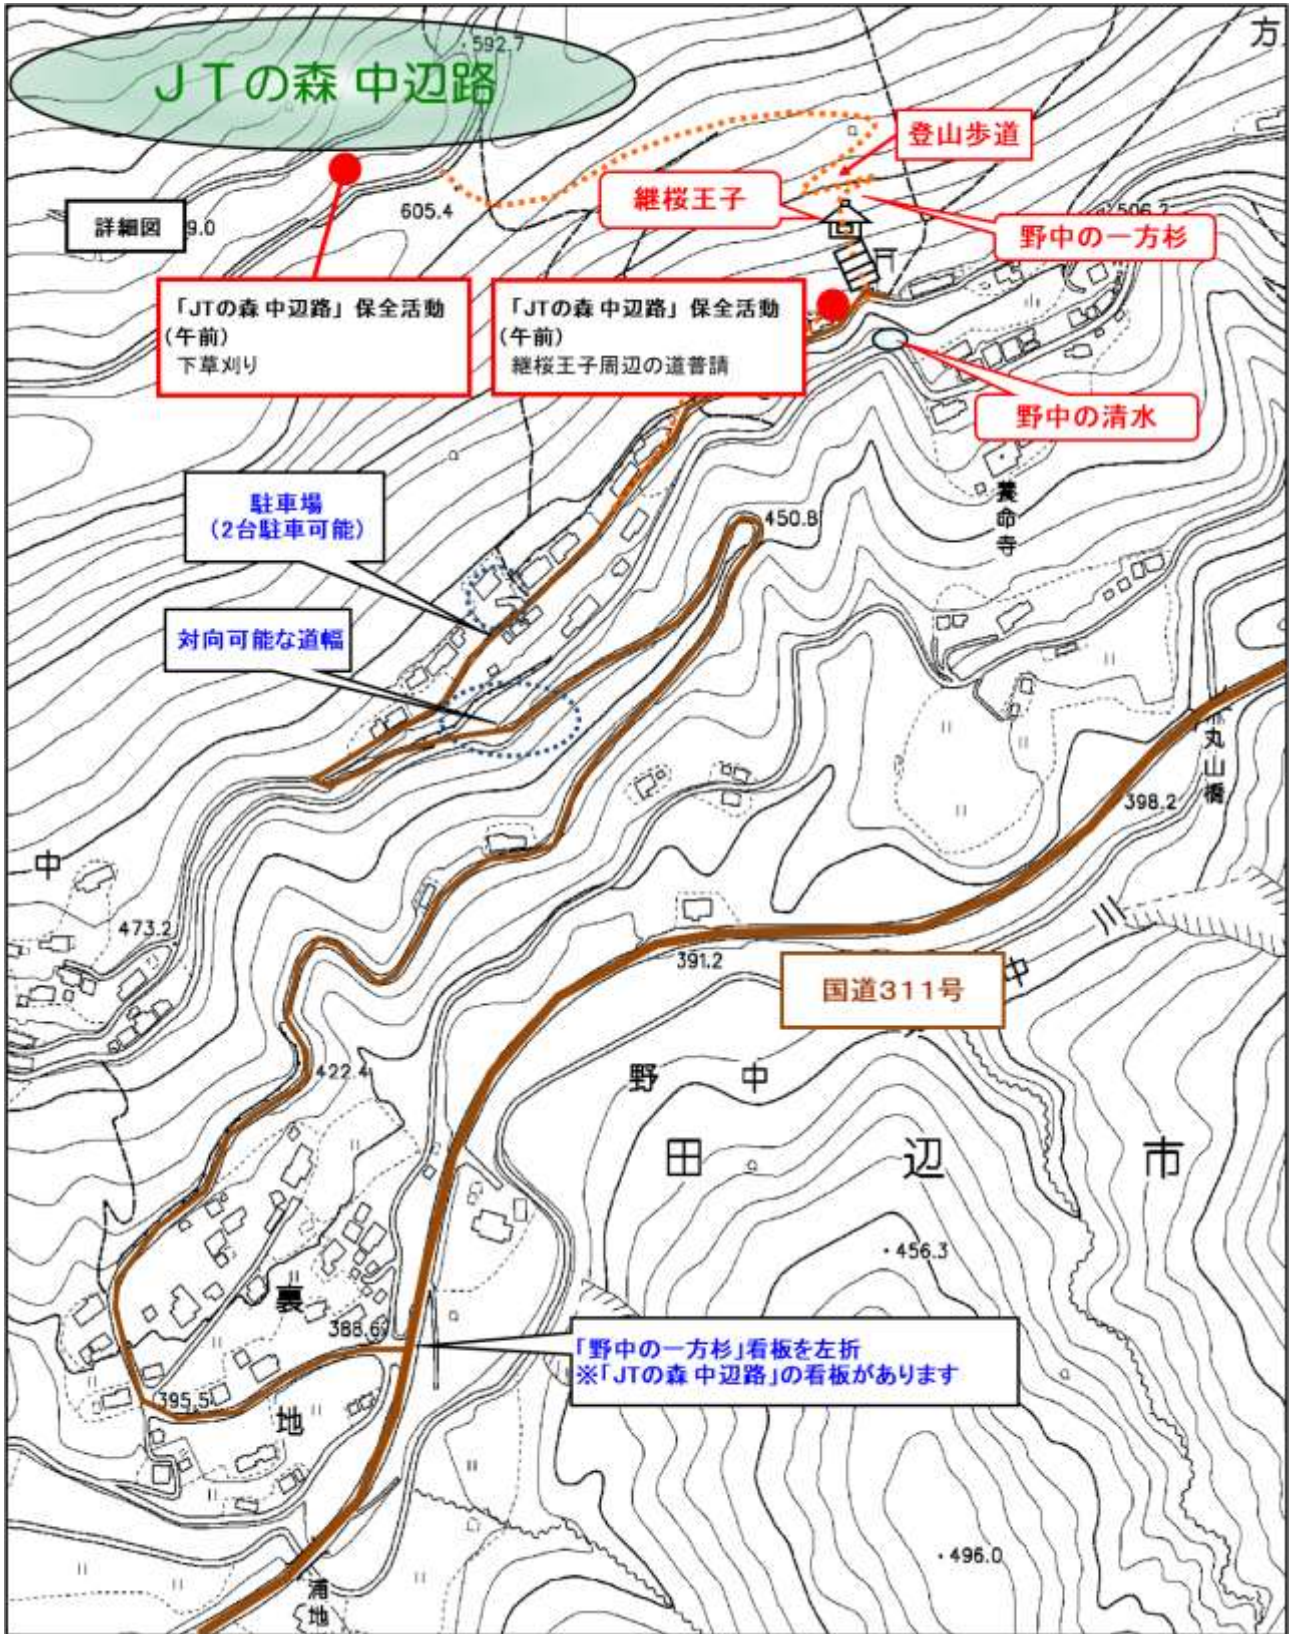 ・592.7
方
JTの森 中辺路
登山歩道
継桜王子
605.4
506.2
詳細図
9.0
野中の一方杉
「JTの森 中辺路」保全活動
(午前)
下草刈り
「JTの森 中辺路」保全活動
(午前)
継桜王子周辺の道普請
野中の清水
養命寺
駐車場
(2台駐車可能)
450.8
対向可能な道幅
丸山橋
398.2
中
473.2
川
391.2
中
国道311号
422.4
野 中
田 辺 市
・456.3
裏
388.6
「野中の一方杉」看板を左折
※「JTの森 中辺路」の看板があります
395.5
地
・496.0
浦地